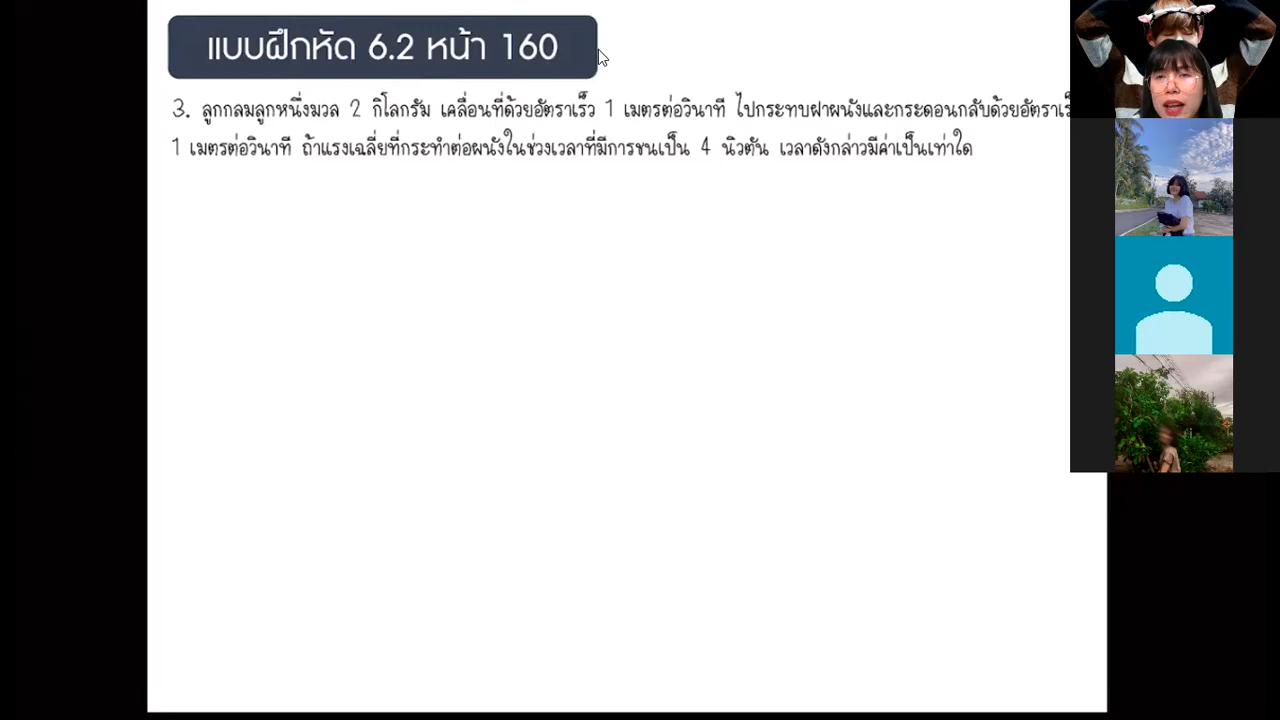 แบบฝึกหัด 6.2 หน้า 160
3. ลูกกลมลูกหนึ่งมวล 2 กิโลกรัม เคลื่อนที่ด้วยอัตราเร็ว 1 เมตรต่อวินาที ไปกระทบฝาผนังและกระดอนกลับด้วย
1 เมตรต่อวินาที ถ้าแรงเฉลี่ยที่กระทำต่อผนังในช่วงเวลาที่มีการชนเป็น 4 นิวตัน เวลาดังกล่าวมีค่าเป็นเท่าใด